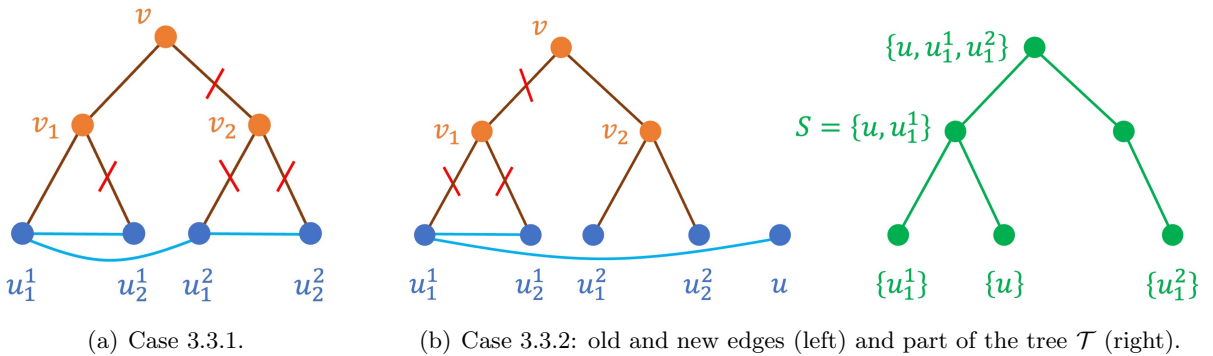 v
v₁ v₂
u₁¹ u₂¹ u₁² u₂²
(a) Case 3.3.1.
v
v₁ v₂
u₁¹ u₂¹ u₁² u₂² u
{u, u₁¹, u₁²}
S = {u, u₁¹}
{u₁¹} {u} {u₁²}
(b) Case 3.3.2: old and new edges (left) and part of the tree 𝒯 (right).